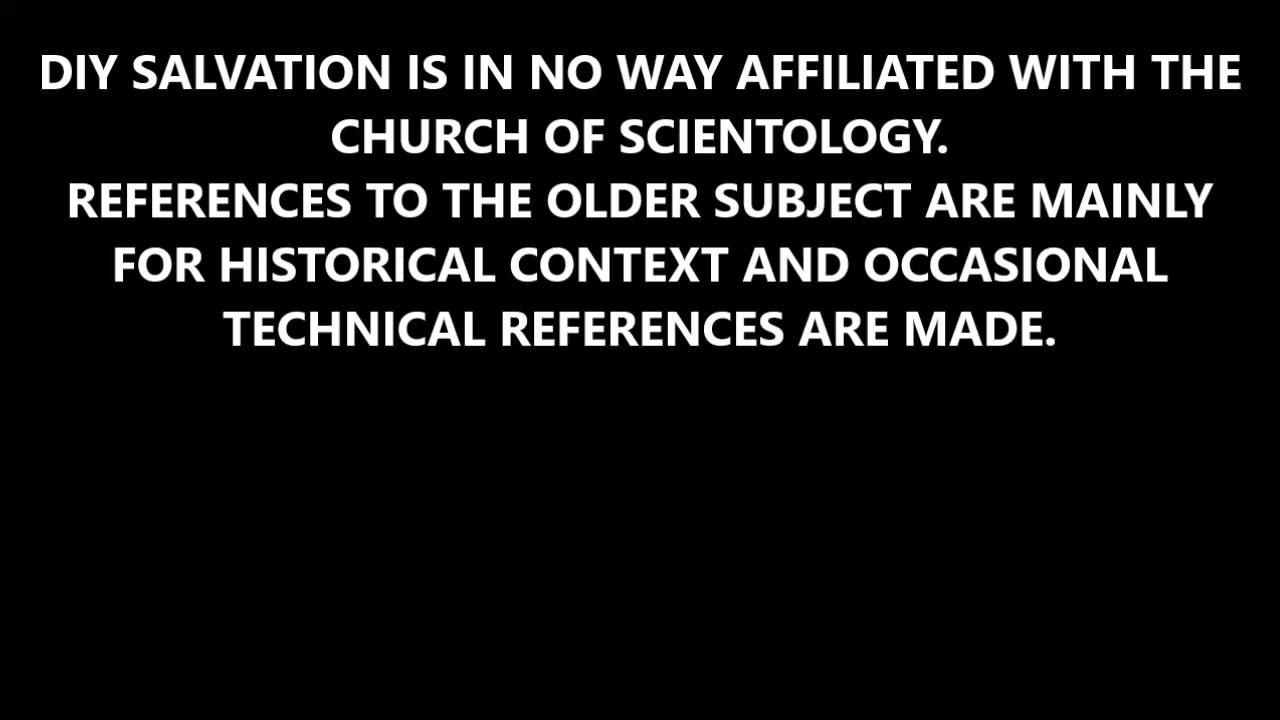 DIY SALVATION IS IN NO WAY AFFILIATED WITH THE
CHURCH OF SCIENTOLOGY.
REFERENCES TO THE OLDER SUBJECT ARE MAINLY
FOR HISTORICAL CONTEXT AND OCCASIONAL
TECHNICAL REFERENCES ARE MADE.